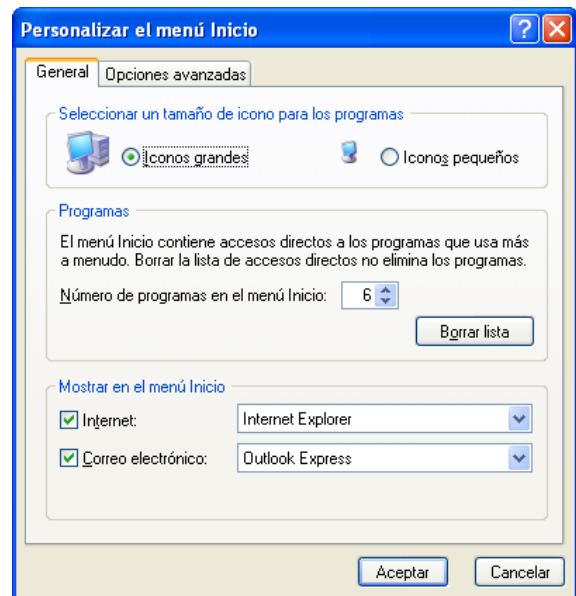 Personalizar el menú Inicio
General
Opciones avanzadas
Seleccionar un tamaño de icono para los programas
Iconos grandes
Iconos pequeños
Programas
El menú Inicio contiene accesos directos a los programas que usa más
a menudo. Borrar la lista de accesos directos no elimina los programas.
Número de programas en el menú Inicio: 6
Borrar lista
Mostrar en el menú Inicio
Internet: Internet Explorer
Correo electrónico: Outlook Express
Aceptar
Cancelar